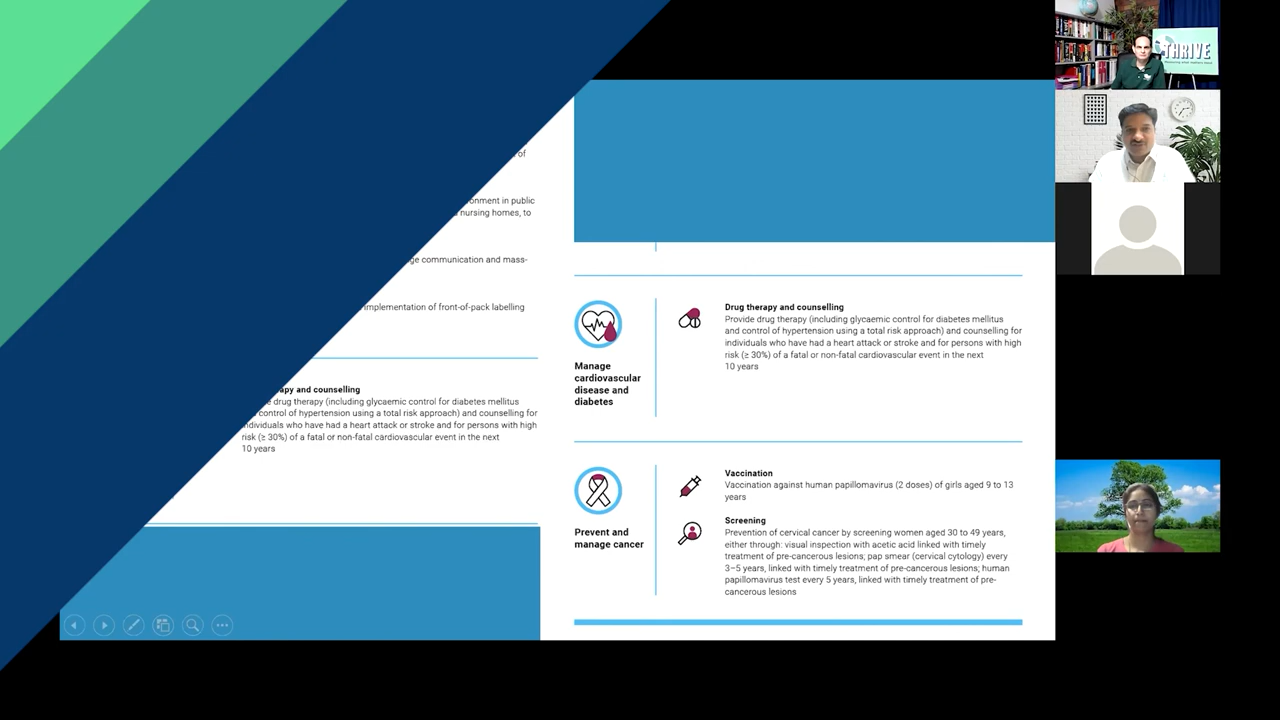 THRIVE
of
onment in public
nursing homes, to
ge communication and mass-
implementation of front-of-pack labelling
apy and counselling
e drug therapy (including glycaemic control for diabetes mellitus
control of hypertension using a total risk approach) and counselling for
individuals who have had a heart attack or stroke and for persons with high
risk (≥ 30%) of a fatal or non-fatal cardiovascular event in the next
10 years
Manage
cardiovascular
disease and
diabetes
Drug therapy and counselling
Provide drug therapy (including glycaemic control for diabetes mellitus
and control of hypertension using a total risk approach) and counselling for
individuals who have had a heart attack or stroke and for persons with high
risk (≥ 30%) of a fatal or non-fatal cardiovascular event in the next
10 years
Prevent and
manage cancer
Vaccination
Vaccination against human papillomavirus (2 doses) of girls aged 9 to 13
years
Screening
Prevention of cervical cancer by screening women aged 30 to 49 years,
either through: visual inspection with acetic acid linked with timely
treatment of pre-cancerous lesions; pap smear (cervical cytology) every
3–5 years, linked with timely treatment of pre-cancerous lesions; human
papillomavirus test every 5 years, linked with timely treatment of pre-
cancerous lesions